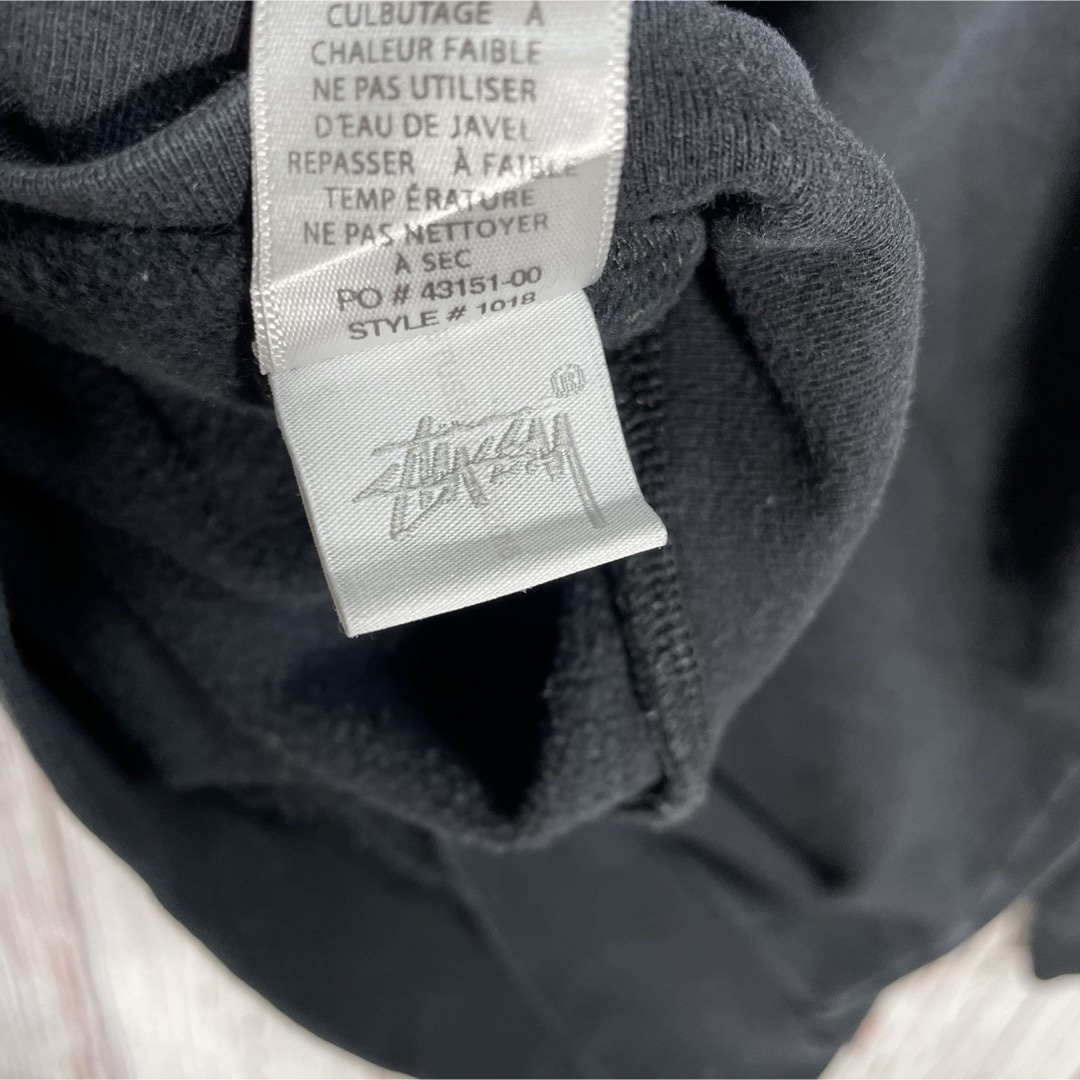 CULBUTAGE À
CHALEUR FAIBLE
NE PAS UTILISER
D'EAU DE JAVEL
REPASSER À FAIBLE
TEMP ÉRATURE
NE PAS NETTOYER
À SEC
PO # 43151-00
STYLE # 1018
Stüssy ®